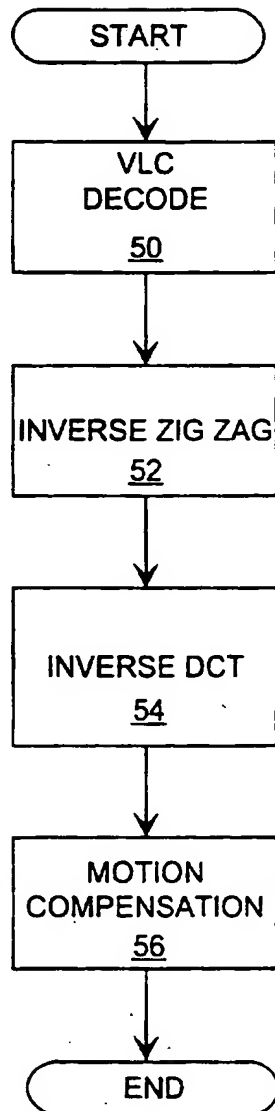 START
VLC
DECODE
50
INVERSE ZIG ZAG
52
INVERSE DCT
54
MOTION
COMPENSATION
56
END